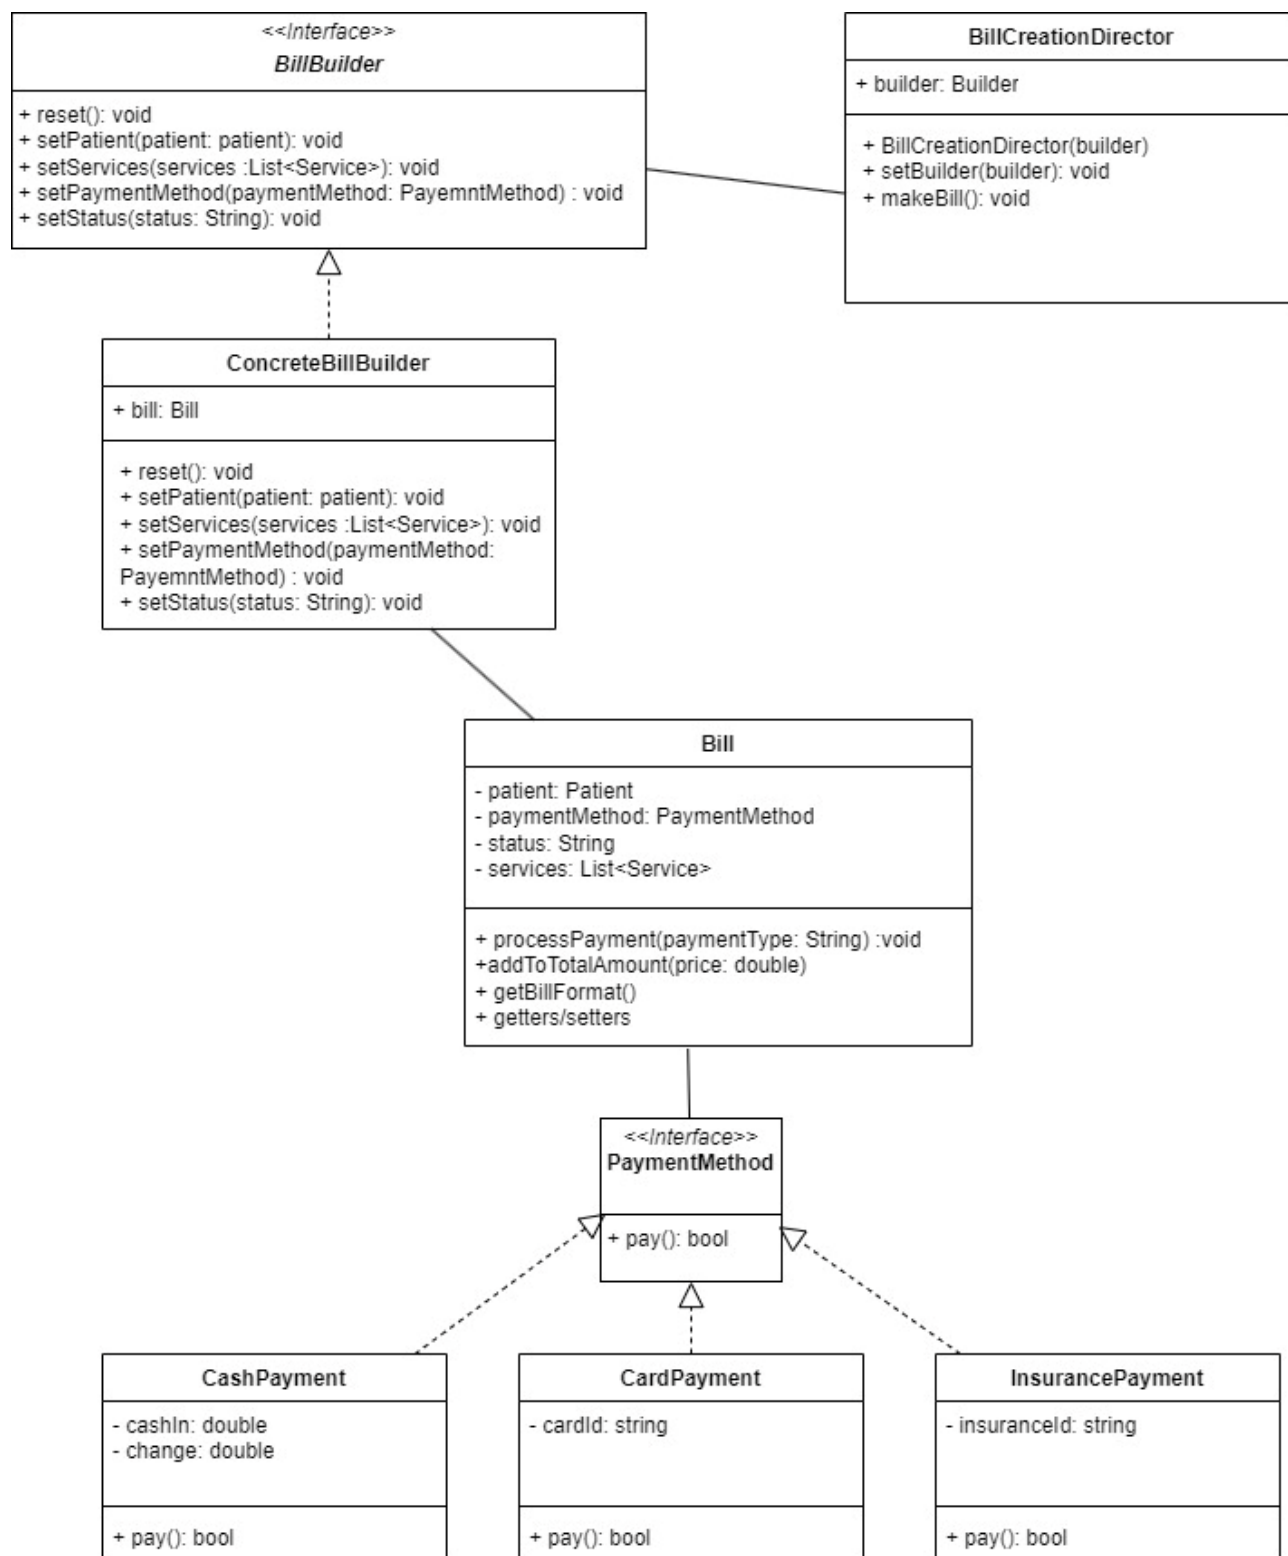 <<Interface>>
BillBuilder
+ reset(): void
+ setPatient(patient: patient): void
+ setServices(services :List<Service>): void
+ setPaymentMethod(paymentMethod: PayemntMethod) : void
+ setStatus(status: String): void
BillCreationDirector
+ builder: Builder
+ BillCreationDirector(builder)
+ setBuilder(builder): void
+ makeBill(): void
ConcreteBillBuilder
+ bill: Bill
+ reset(): void
+ setPatient(patient: patient): void
+ setServices(services :List<Service>): void
+ setPaymentMethod(paymentMethod:
PayemntMethod) : void
+ setStatus(status: String): void
Bill
- patient: Patient
- paymentMethod: PaymentMethod
- status: String
- services: List<Service>
+ processPayment(paymentType: String) :void
+addToTotalAmount(price: double)
+ getBillFormat()
+ getters/setters
<<Interface>>
PaymentMethod
+ pay(): bool
CashPayment
- cashIn: double
- change: double
+ pay(): bool
CardPayment
- cardId: string
+ pay(): bool
InsurancePayment
- insuranceId: string
+ pay(): bool